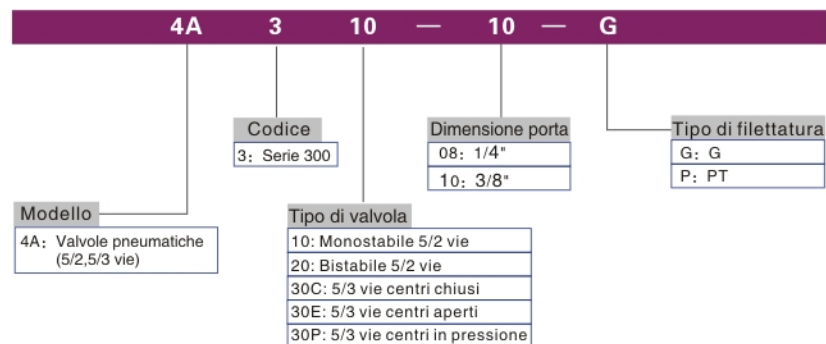 4A 3 10 — 10 — G
Codice
3: Serie 300
Dimensione porta
08: 1/4"
10: 3/8"
Tipo di filettatura
G: G
P: PT
Modello
4A: Valvole pneumatiche
(5/2,5/3 vie)
Tipo di valvola
10: Monostabile 5/2 vie
20: Bistabile 5/2 vie
30C: 5/3 vie centri chiusi
30E: 5/3 vie centri aperti
30P: 5/3 vie centri in pressione